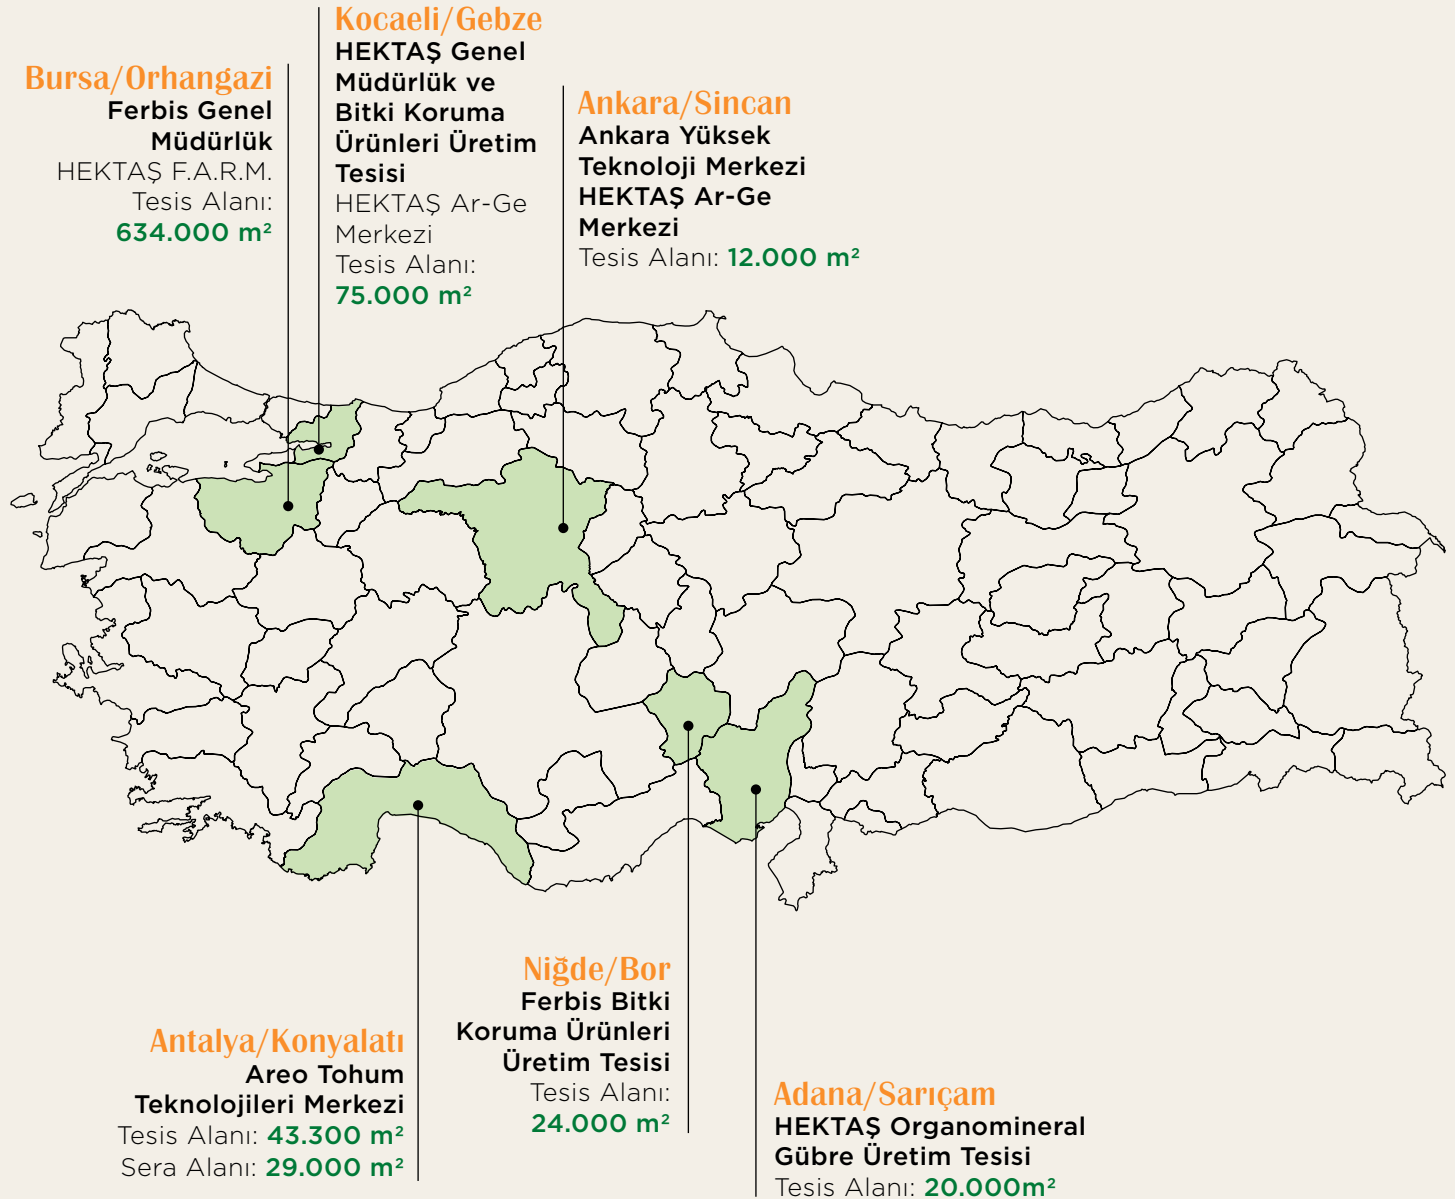 Bursa/Orhangazi
Ferbis Genel
Müdürlük
HEKTAŞ F.A.R.M.
Tesis Alanı:
634.000 m²
Kocaeli/Gebze
HEKTAŞ Genel
Müdürlük ve
Bitki Koruma
Ürünleri Üretim
Tesisi
HEKTAŞ Ar-Ge
Merkezi
Tesis Alanı:
75.000 m²
Ankara/Sincan
Ankara Yüksek
Teknoloji Merkezi
HEKTAŞ Ar-Ge
Merkezi
Tesis Alanı: 12.000 m²
Antalya/Konyalatı
Areo Tohum
Teknolojileri Merkezi
Tesis Alanı: 43.300 m²
Sera Alanı: 29.000 m²
Niğde/Bor
Ferbis Bitki
Koruma Ürünleri
Üretim Tesisi
Tesis Alanı:
24.000 m²
Adana/Sarıçam
HEKTAŞ Organomineral
Gübre Üretim Tesisi
Tesis Alanı: 20.000m²